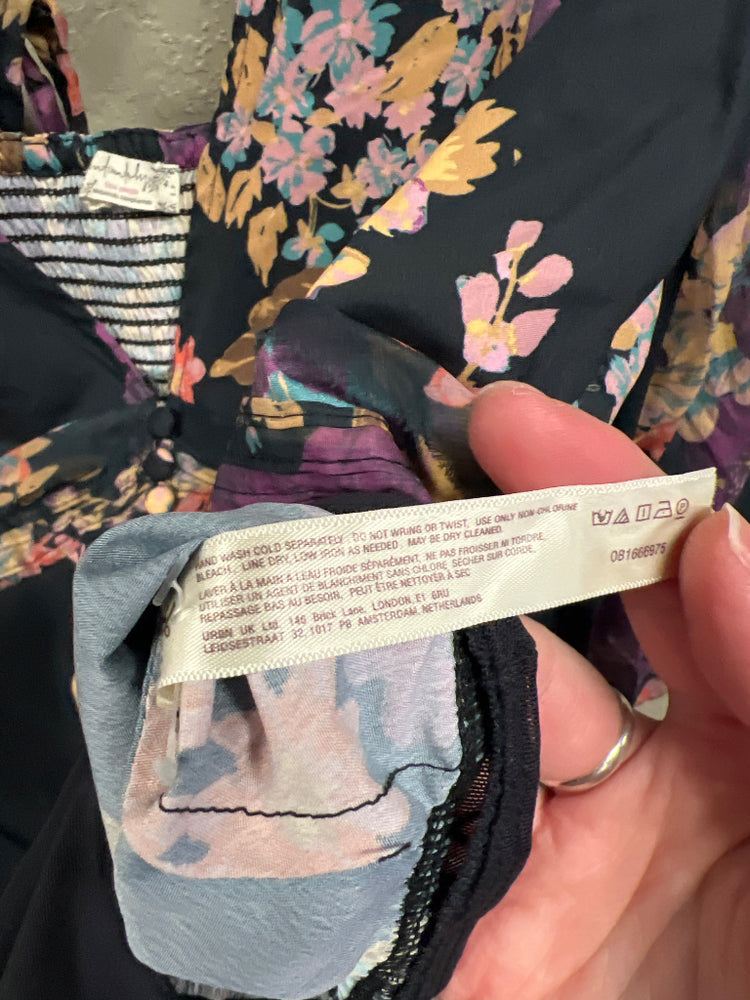 HAND WASH COLD SEPARATELY. DO NOT WRING OR TWIST, USE ONLY NON-CHLORINE
BLEACH, LINE DRY, LOW IRON AS NEEDED. MAY BE DRY CLEANED.
LAVER À LA MAIN À L'EAU FROIDE SÉPARÉMENT, NE PAS FROISSER NI TORDRE,
UTILISER UN AGENT DE BLANCHIMENT SANS CHLORE SÉCHER SUR CORDE,
REPASSAGE BAS AU BESOIN, PEUT ÊTRE NETTOYER À SEC
URBN UK Ltd. 146 Brick Lane, LONDON, E1 6RU
LEIDSESTRAAT 32, 1017 PB AMSTERDAM, NETHERLANDS
OB1666975